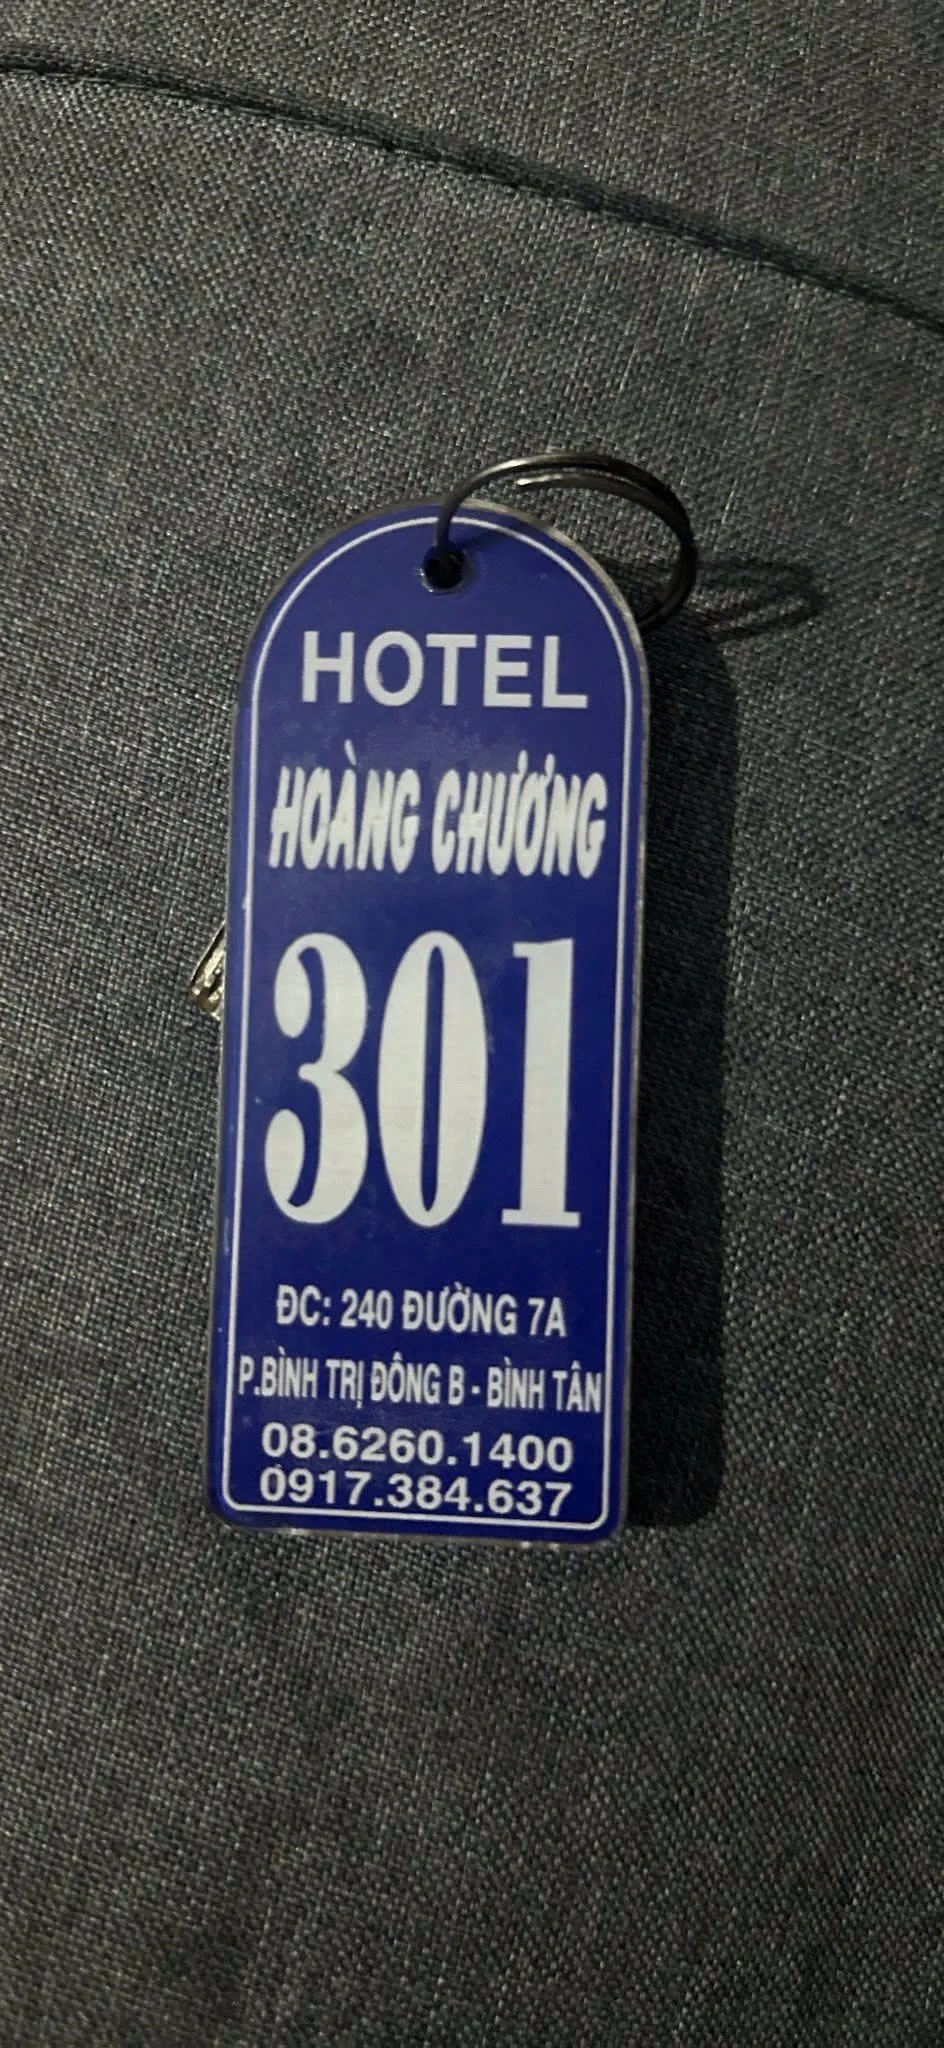 HOTEL
HOÀNG CHƯƠNG
301
ĐC: 240 ĐƯỜNG 7A
P.BÌNH TRỊ ĐÔNG B - BÌNH TÂN
08.6260.1400
0917.384.637